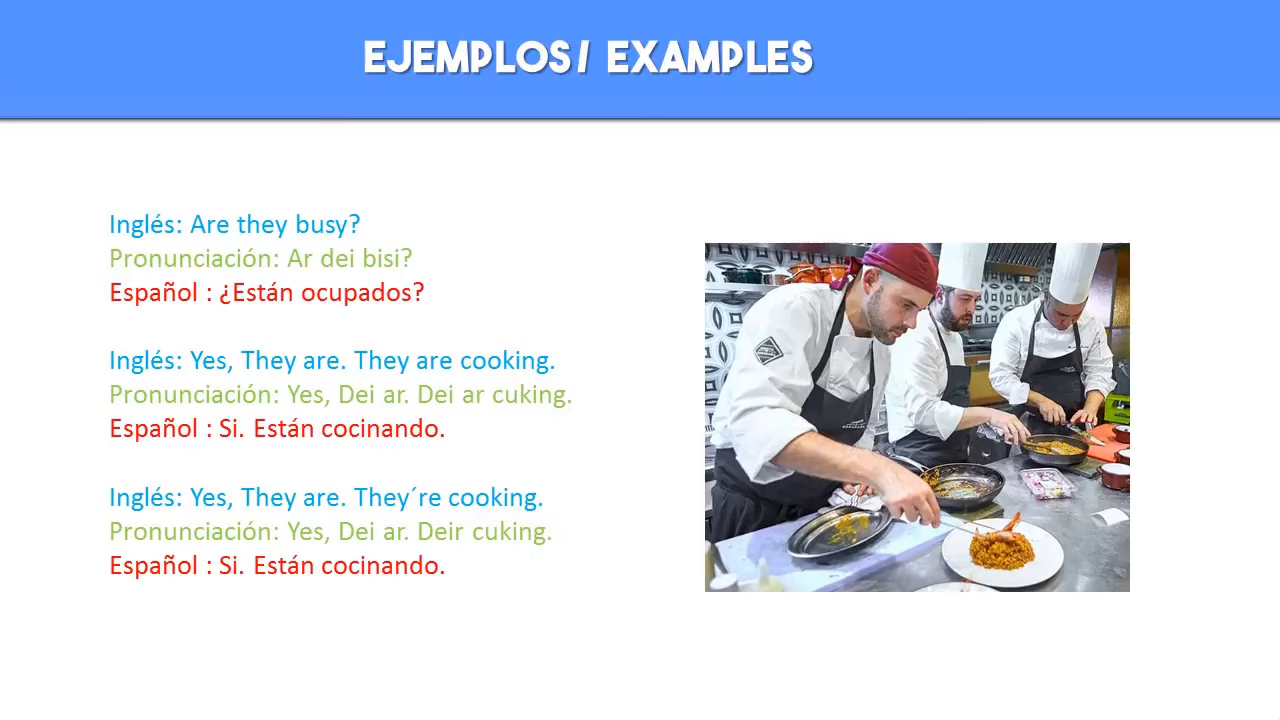 EJEMPLOS/ EXAMPLES
Inglés: Are they busy?
Pronunciación: Ar dei bisi?
Español : ¿Están ocupados?
Inglés: Yes, They are. They are cooking.
Pronunciación: Yes, Dei ar. Dei ar cuking.
Español : Si. Están cocinando.
Inglés: Yes, They are. They´re cooking.
Pronunciación: Yes, Dei ar. Deir cuking.
Español : Si. Están cocinando.